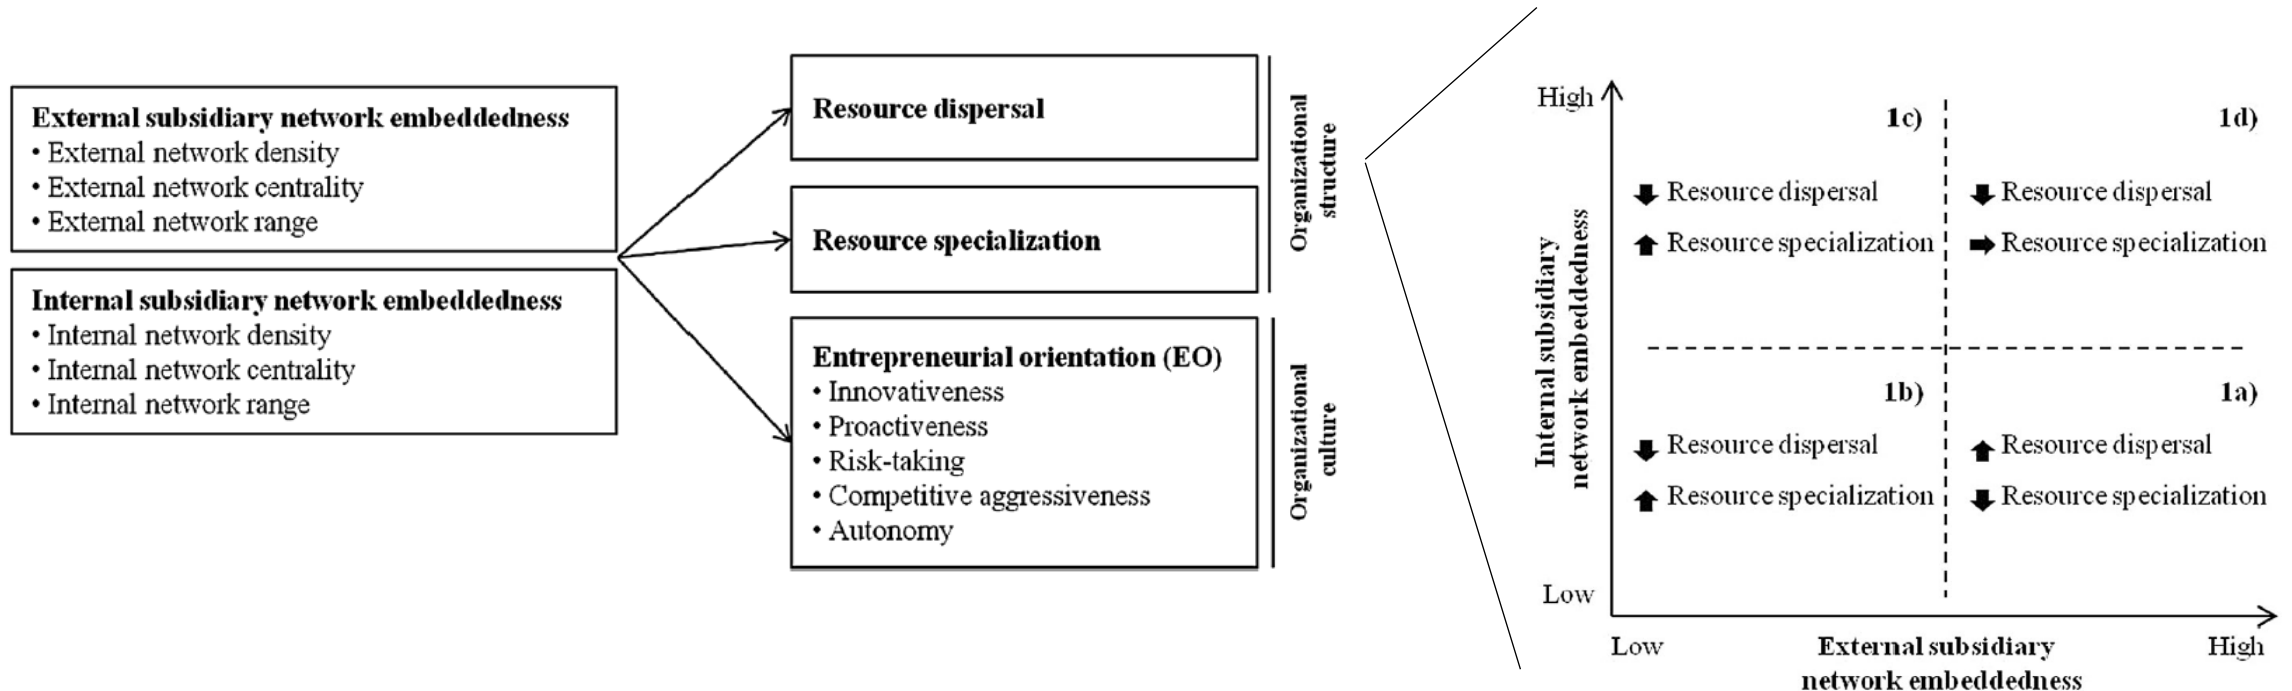 External subsidiary network embeddedness
• External network density
• External network centrality
• External network range
Internal subsidiary network embeddedness
• Internal network density
• Internal network centrality
• Internal network range
Resource dispersal
Resource specialization
Organizational
structure
Entrepreneurial orientation (EO)
• Innovativeness
• Proactiveness
• Risk-taking
• Competitive aggressiveness
• Autonomy
Organizational
culture
High
Internal subsidiary
network embeddedness
Low
1c)
Resource dispersal
Resource specialization
1d)
Resource dispersal
Resource specialization
1b)
Resource dispersal
Resource specialization
1a)
Resource dispersal
Resource specialization
Low
External subsidiary
network embeddedness
High